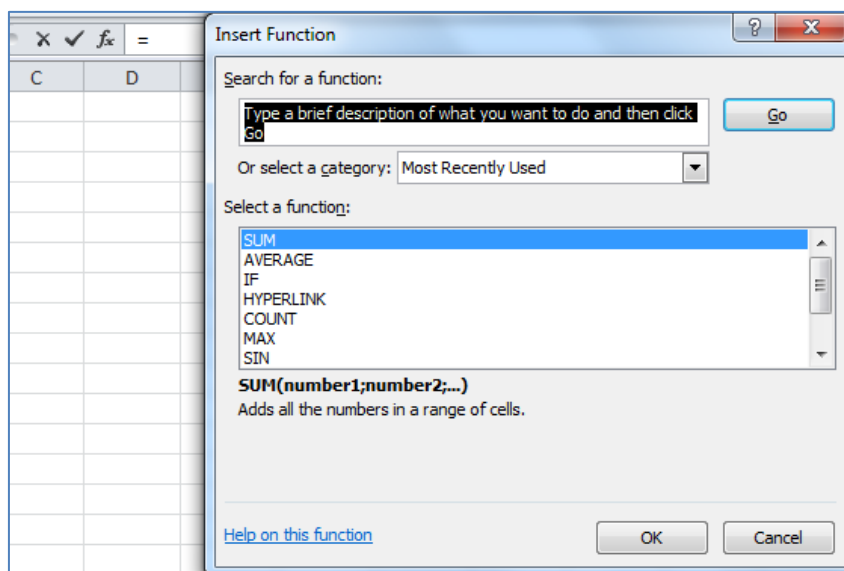 fx =
C D
Insert Function
Search for a function:
Type a brief description of what you want to do and then click
Go
Go
Or select a category: Most Recently Used
Select a function:
SUM
AVERAGE
IF
HYPERLINK
COUNT
MAX
SIN
SUM(number1;number2;...)
Adds all the numbers in a range of cells.
Help on this function
OK Cancel